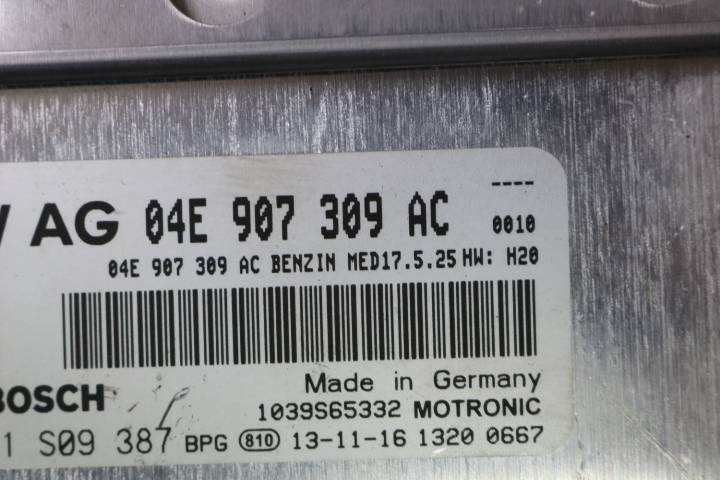 AG 04E 907 309 AC ----
0010
04E 907 309 AC BENZIN MED17.5.25 HW: H20
Made in Germany
BOSCH
1039S65332 MOTRONIC
1 S09 387 BPG 810 13-11-16 1320 0667